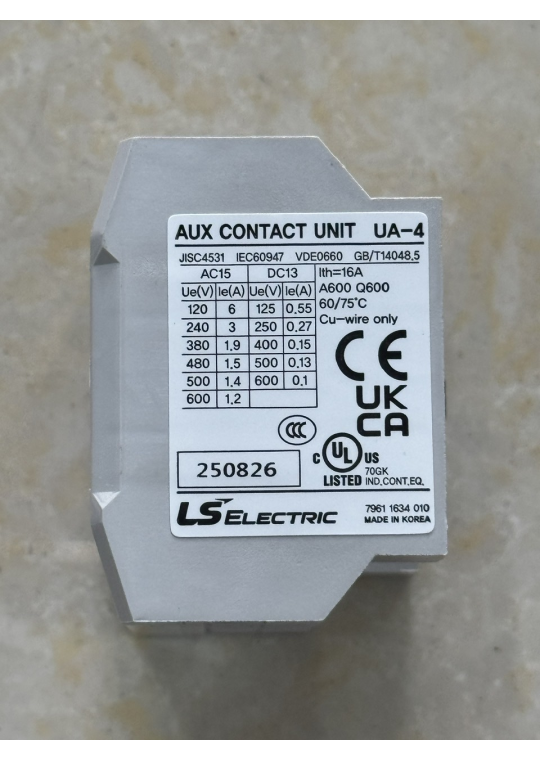 AUX CONTACT UNIT UA-4
JISC4531 IEC60947 VDE0660 GB/T14048.5
AC15 DC13 Ith=16A
Ue(V) Ie(A) Ue(V) Ie(A) A600 Q600
120 6 125 0.55 60/75°C
240 3 250 0.27 Cu-wire only
380 1.9 400 0.15
480 1.5 500 0.13
500 1.4 600 0.1
600 1.2
CE
UK
CA
CCC
250826
c UL US
LISTED 70GK
IND.CONT.EQ.
LS ELECTRIC
7961 1634 010
MADE IN KOREA